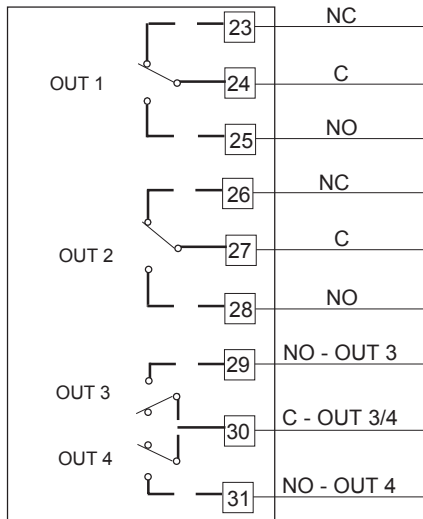 23 NC
OUT 1 24 C
25 NO
26 NC
OUT 2 27 C
28 NO
29 NO - OUT 3
OUT 3
30 C - OUT 3/4
OUT 4
31 NO - OUT 4